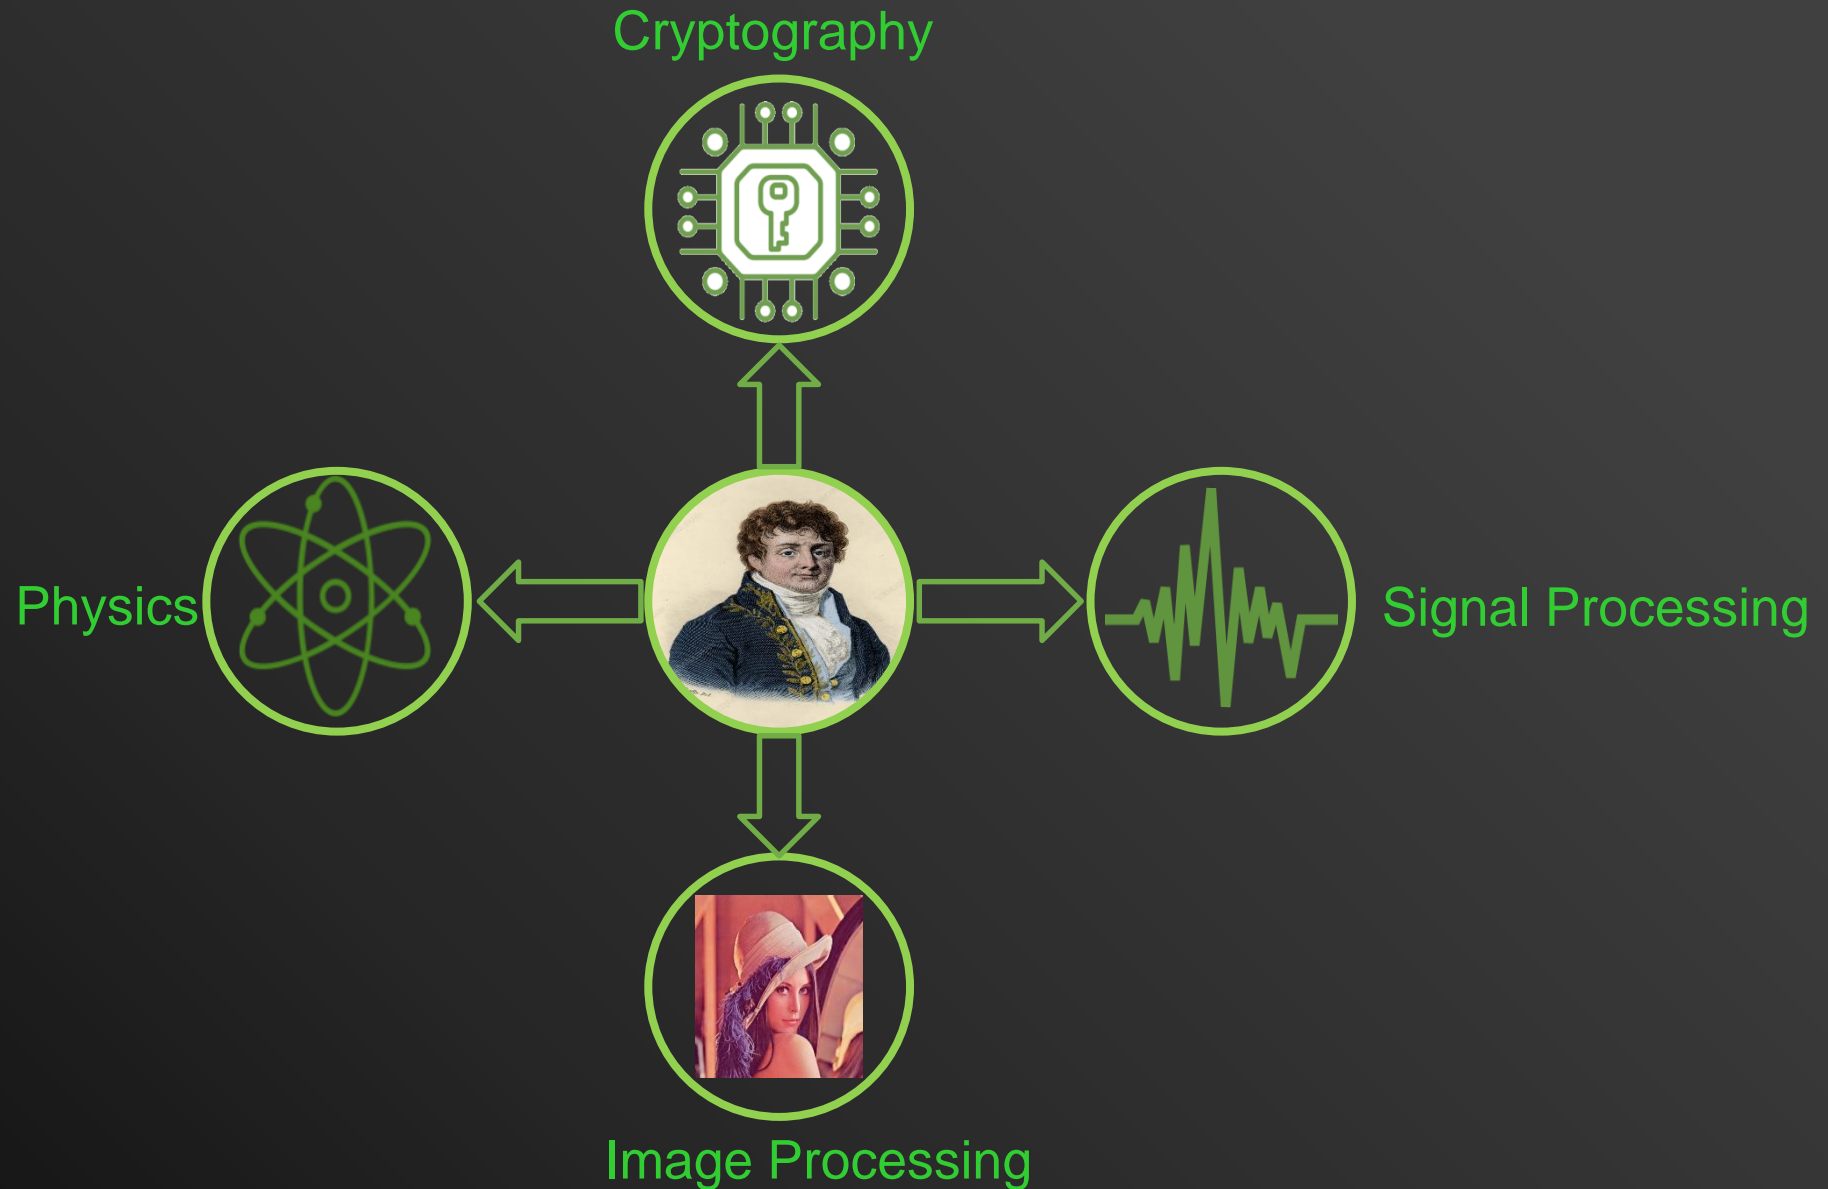 Cryptography
Physics
Signal Processing
Image Processing